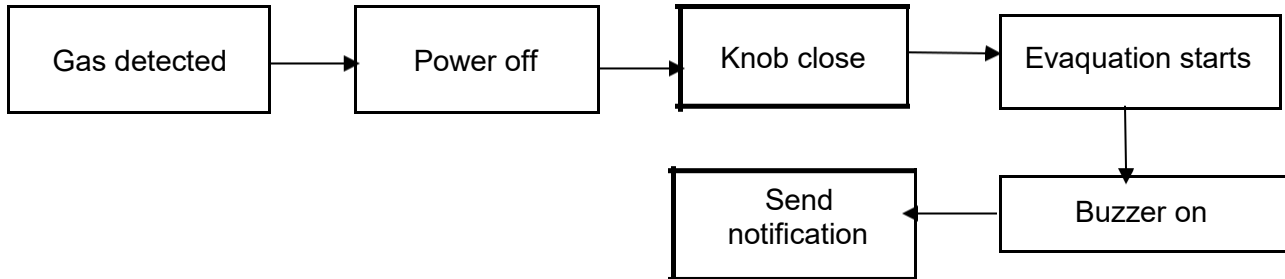 Gas detected
Power off
Knob close
Evaquation starts
Buzzer on
Send
notification